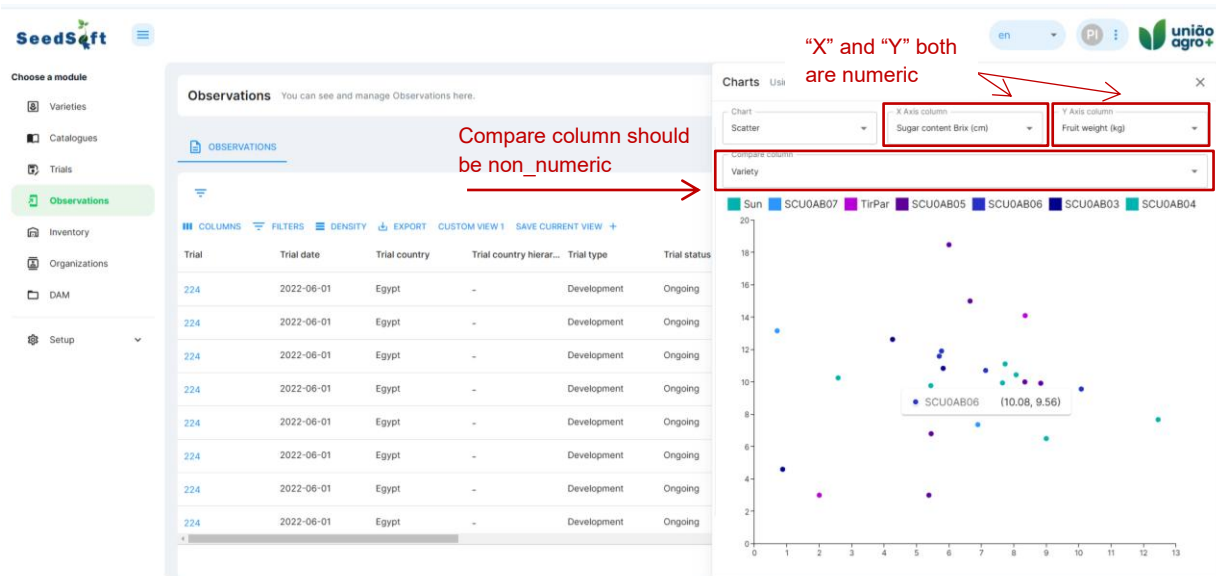 SeedSoft
en
PI
união
agro+
"X" and "Y" both
are numeric
Choose a module
Varieties
Catalogues
Trials
Observations
Inventory
Organizations
DAM
Setup
Observations You can see and manage Observations here.
OBSERVATIONS
Compare column should
be non_numeric
COLUMNS FILTERS DENSITY EXPORT CUSTOM VIEW 1 SAVE CURRENT VIEW +
Trial Trial date Trial country Trial country hierar... Trial type Trial status
224 2022-06-01 Egypt - Development Ongoing
224 2022-06-01 Egypt - Development Ongoing
224 2022-06-01 Egypt - Development Ongoing
224 2022-06-01 Egypt - Development Ongoing
224 2022-06-01 Egypt - Development Ongoing
224 2022-06-01 Egypt - Development Ongoing
224 2022-06-01 Egypt - Development Ongoing
224 2022-06-01 Egypt - Development Ongoing
Charts
Chart
Scatter
X Axis column
Sugar content Brix (cm)
Y Axis column
Fruit weight (kg)
Compare column
Variety
Sun SCU0AB07 TirPar SCU0AB05 SCU0AB06 SCU0AB03 SCU0AB04
20
18
16
14
12
10
8
6
4
2
0
SCU0AB06 (10.08, 9.56)
0 1 2 3 4 5 6 7 8 9 10 11 12 13